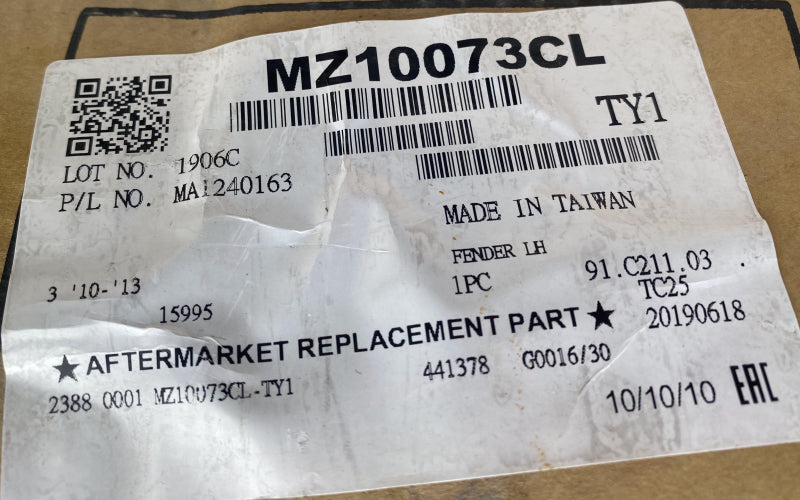 MZ10073CL
TY1
LOT NO. 1906C
P/L NO. MA1240163
MADE IN TAIWAN
FENDER LH
1PC
91.C211.03 .
TC25
3 '10-'13
15995
20190618
★AFTERMARKET REPLACEMENT PART★
2388 0001 MZ10073CL-TY1
441378
G0016/30
10/10/10
EAC